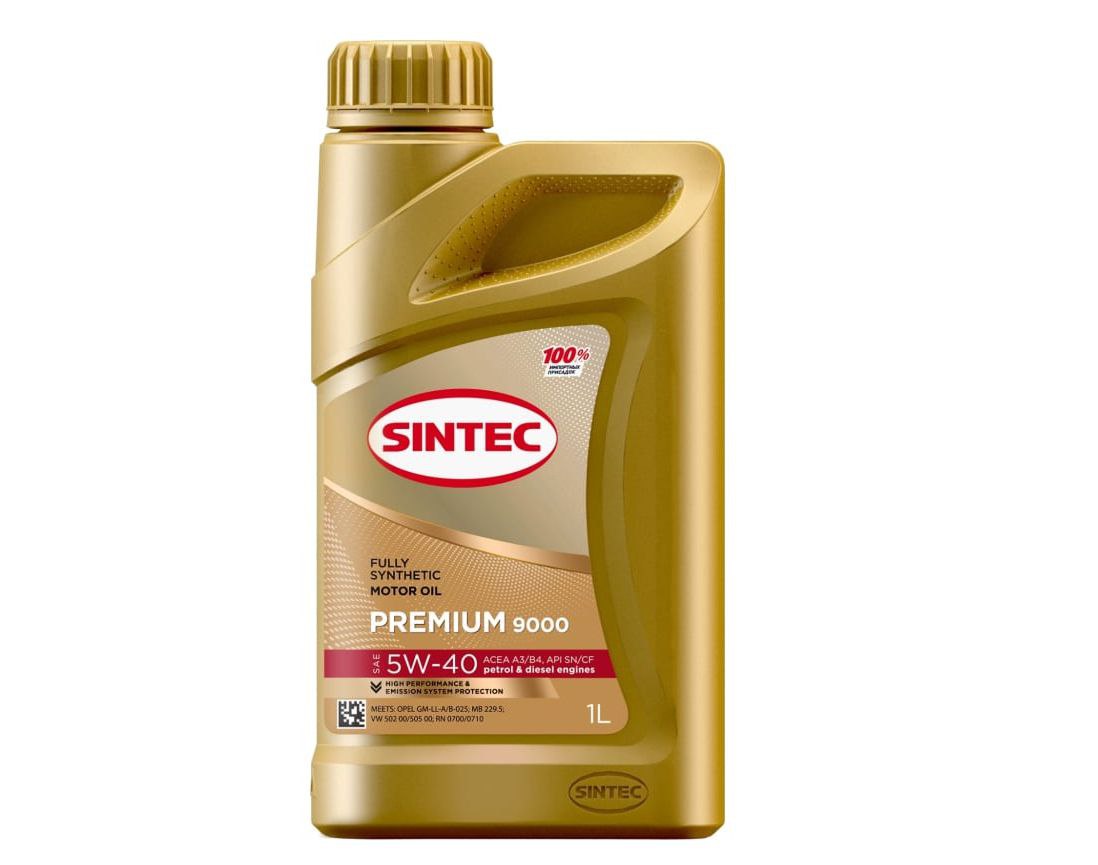 100%
ИМПОРТНЫХ
ПРИСАДОК
SINTEC
FULLY
SYNTHETIC
MOTOR OIL
PREMIUM 9000
SAE 5W-40 ACEA A3/B4, API SN/CF
petrol & diesel engines
HIGH PERFORMANCE &
EMISSION SYSTEM PROTECTION
MEETS: OPEL GM-LL-A/B-025; MB 229.5;
VW 502 00/505 00; RN 0700/0710
1L
SINTEC